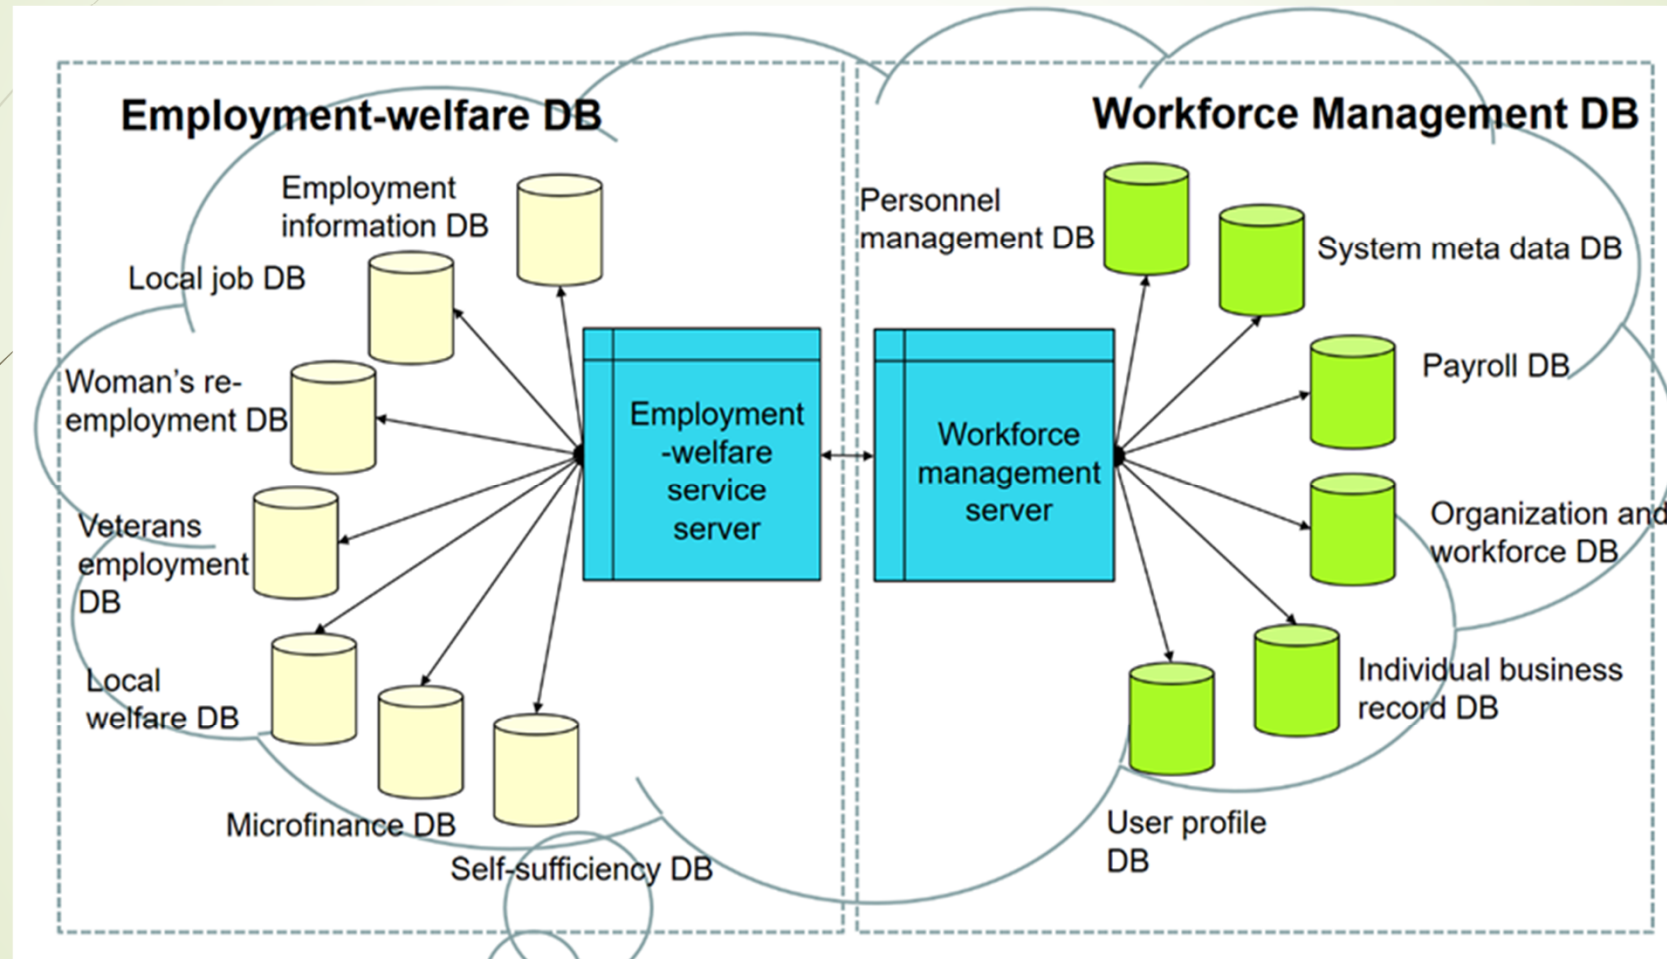 Employment-welfare DB
Employment
information DB
Local job DB
Woman's re-
employment DB
Veterans
employment
DB
Local
welfare DB
Microfinance DB
Self-sufficiency DB
Employment
-welfare
service
server
Workforce Management DB
Personnel
management DB
System meta data DB
Payroll DB
Organization and
workforce DB
Individual business
record DB
User profile
DB
Workforce
management
server